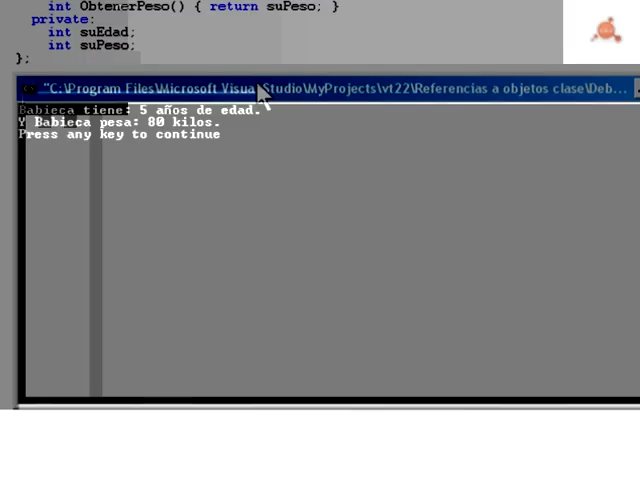 int ObtenerPeso() { return suPeso; }
private:
int suEdad;
int suPeso;
};
"C:\Program Files\Microsoft Visual Studio\MyProjects\vt22\Referencias a objetos clase\Deb...
Babieca tiene: 5 años de edad.
Y Babieca pesa: 80 kilos.
Press any key to continue